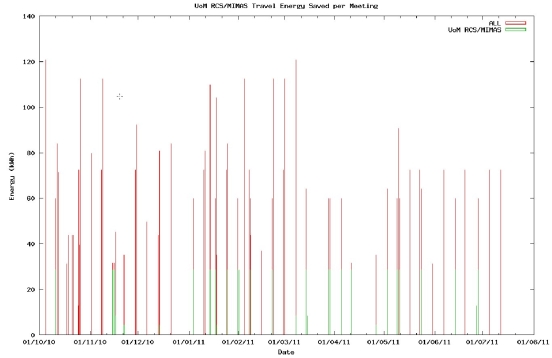 UoM RCS/MIMAS Travel Energy Saved per Meeting
ALL
UoM RCS/MIMAS
140
120
100
80
60
40
20
0
Energy (kWh)
01/10/10 01/11/10 01/12/10 01/01/11 01/02/11 01/03/11 01/04/11 01/05/11 01/06/11 01/07/11 01/08/11
Date